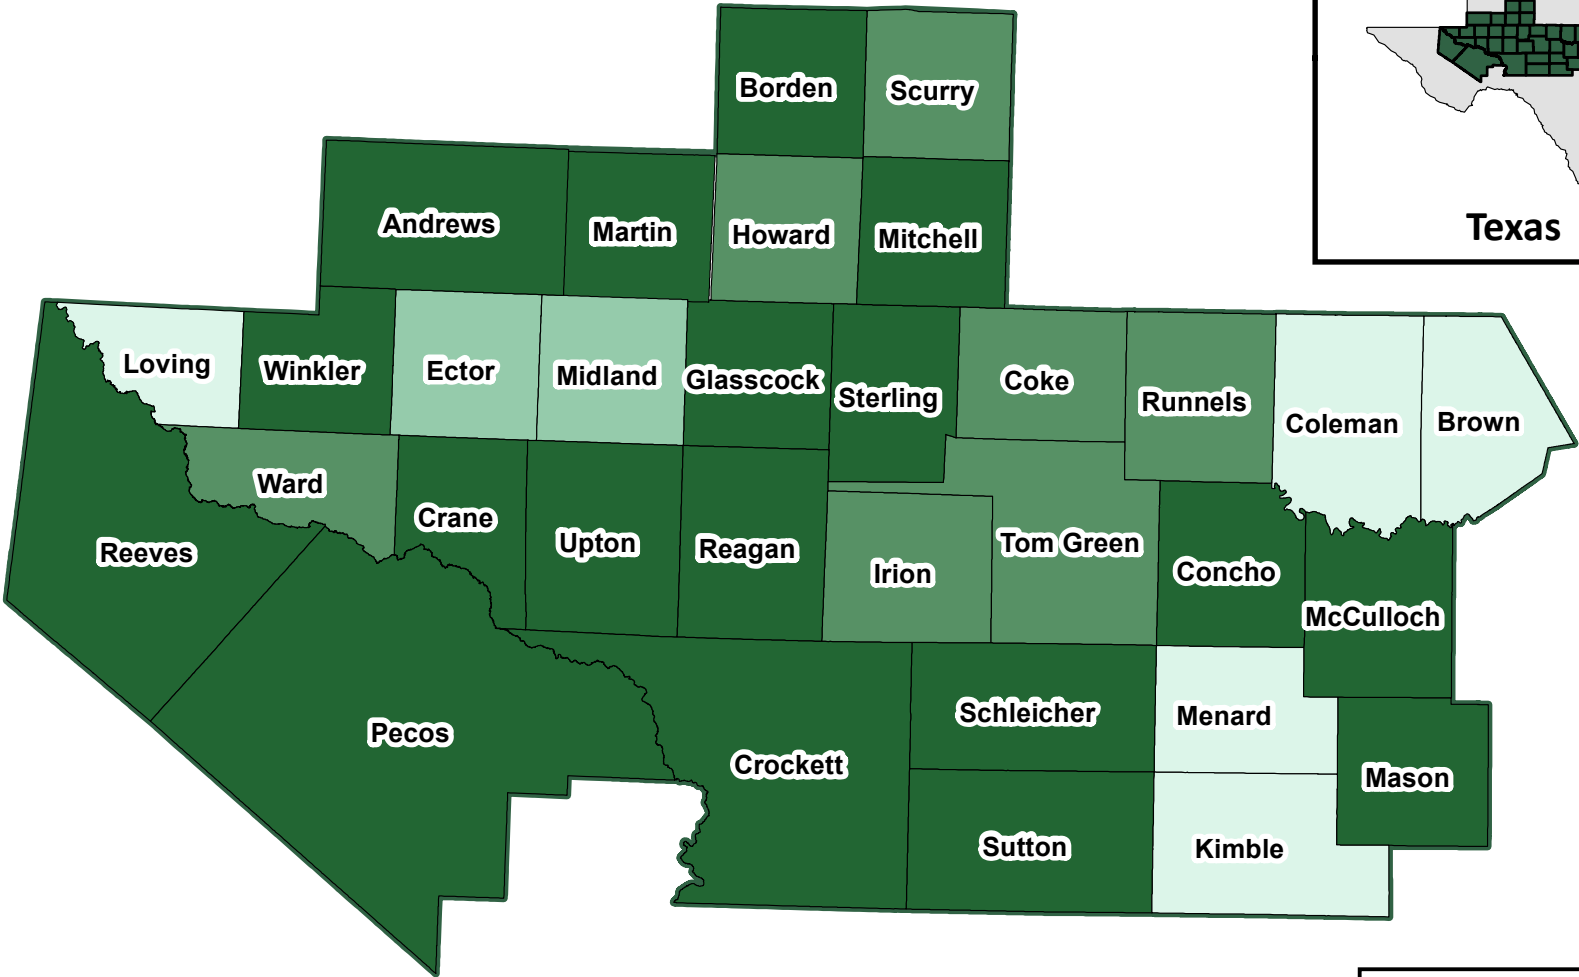 Borden
Scurry
Texas
Andrews
Martin
Howard
Mitchell
Loving
Winkler
Ector
Midland
Glasscock
Sterling
Coke
Runnels
Coleman
Brown
Ward
Crane
Reeves
Upton
Reagan
Irion
Tom Green
Concho
McCulloch
Pecos
Crockett
Schleicher
Menard
Mason
Sutton
Kimble